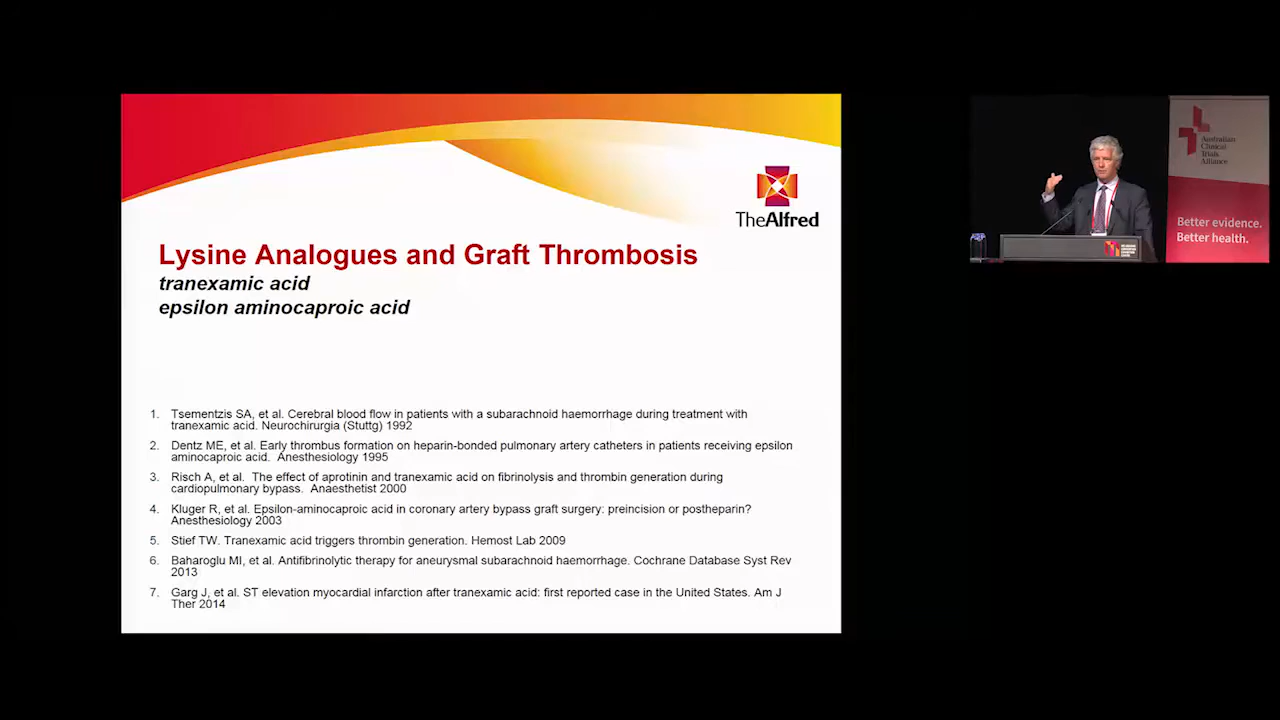 TheAlfred
Lysine Analogues and Graft Thrombosis
tranexamic acid
epsilon aminocaproic acid
1. Tsementzis SA, et al. Cerebral blood flow in patients with a subarachnoid haemorrhage during treatment with
tranexamic acid. Neurochirurgia (Stuttg) 1992
2. Dentz ME, et al. Early thrombus formation on heparin-bonded pulmonary artery catheters in patients receiving epsilon
aminocaproic acid. Anesthesiology 1995
3. Risch A, et al. The effect of aprotinin and tranexamic acid on fibrinolysis and thrombin generation during
cardiopulmonary bypass. Anaesthetist 2000
4. Kluger R, et al. Epsilon-aminocaproic acid in coronary artery bypass graft surgery: preincision or postheparin?
Anesthesiology 2003
5. Stief TW. Tranexamic acid triggers thrombin generation. Hemost Lab 2009
6. Baharoglu MI, et al. Antifibrinolytic therapy for aneurysmal subarachnoid haemorrhage. Cochrane Database Syst Rev
2013
7. Garg J, et al. ST elevation myocardial infarction after tranexamic acid: first reported case in the United States. Am J
Ther 2014
Australian
Clinical
Trials
Alliance
Better evidence.
Better health.